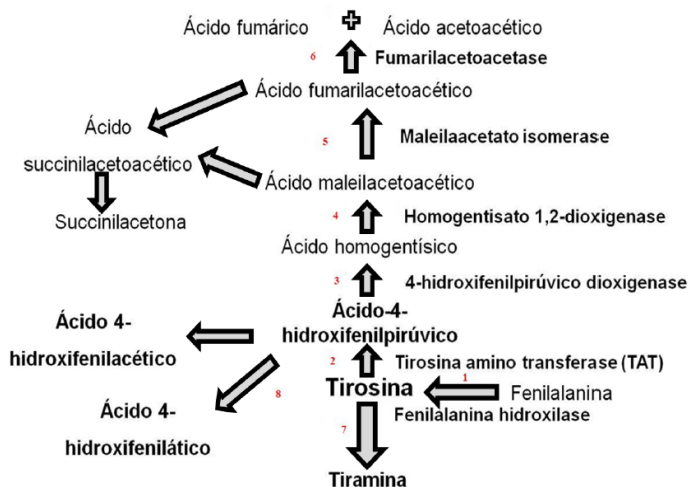 Ácido fumárico
Ácido acetoacético
6
Fumarilacetoacetase
Ácido fumarilacetoacético
Ácido
succinilacetoacético
5
Maleilaacetato isomerase
Ácido maleilacetoacético
Succinilacetona
4
Homogentisato 1,2-dioxigenase
Ácido homogentísico
3
4-hidroxifenilpirúvico dioxigenase
Ácido-4-
hidroxifenilpirúvico
Ácido 4-
hidroxifenilacético
2
Tirosina amino transferase (TAT)
1
Tirosina
Fenilalanina
Fenilalanina hidroxilase
8
Ácido 4-
hidroxifenilático
7
Tiramina